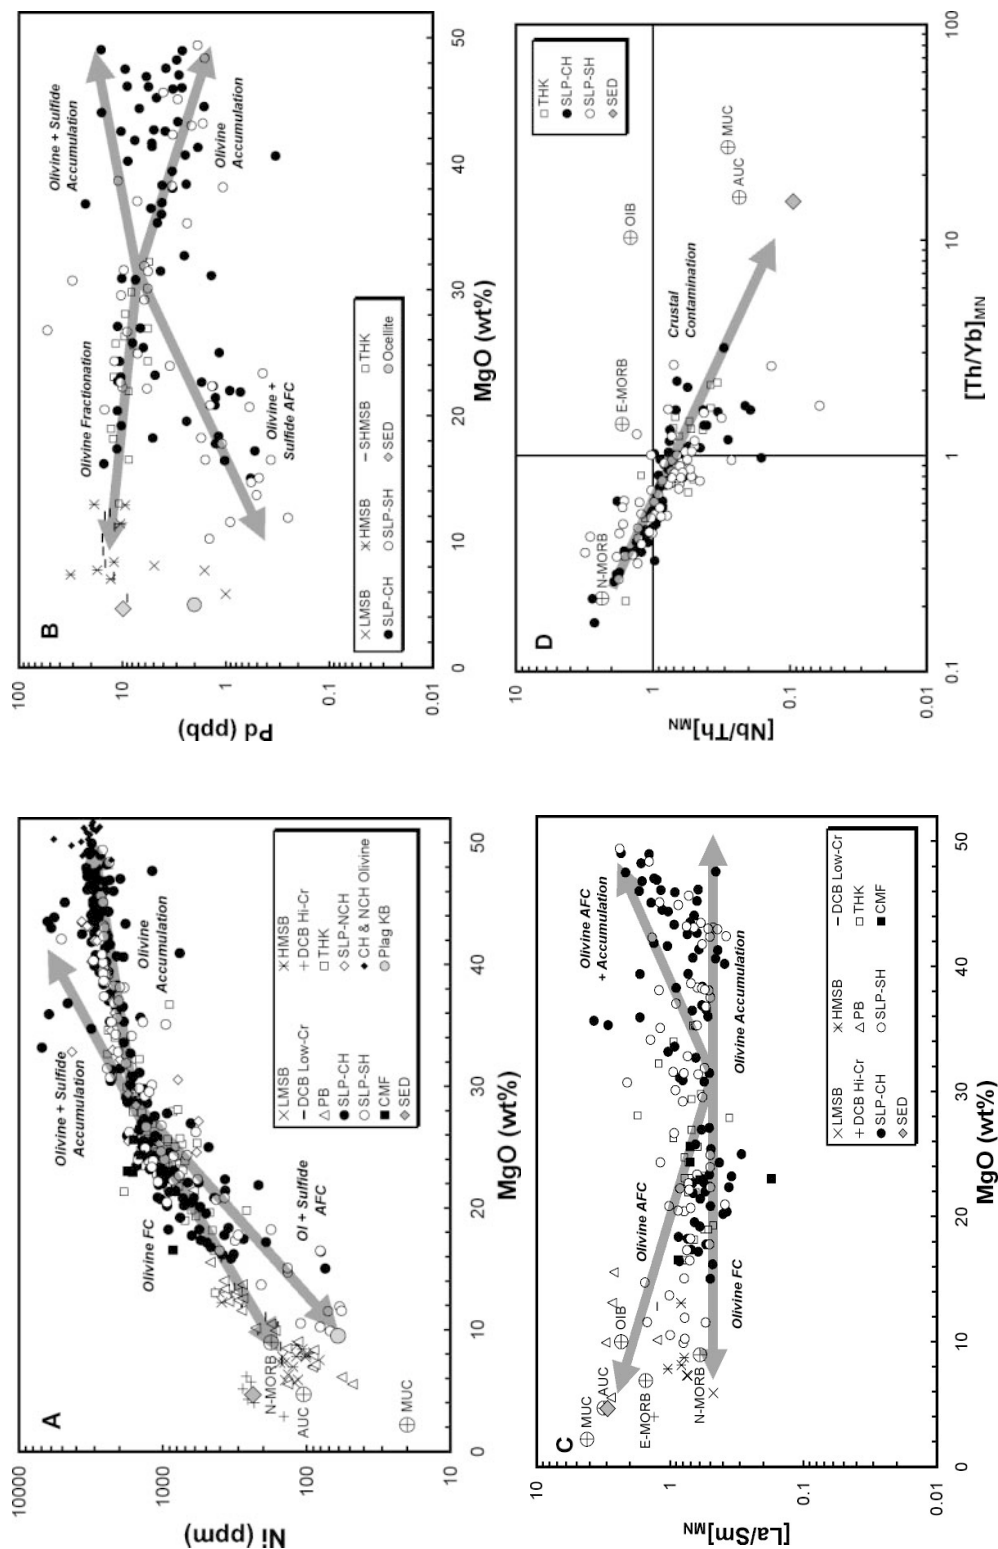 A
Ni (ppm)
10000
1000
100
10
0
10
20
30
40
50
MgO (wt%)
Olivine + Sulfide
Accumulation
Olivine
Accumulation
Olivine FC
Ol + Sulfide
AFC
N-MORB
AUC
MUC
LMSB
HMSB
DCB Low-Cr
DCB Hi-Cr
PB
THK
SLP-CH
SLP-NCH
SLP-SH
CH & NCH Olivine
CMF
Plag KB
SED
B
Pd (ppb)
100
10
1
0.1
0.01
0
10
20
30
40
50
MgO (wt%)
Olivine + Sulfide
Accumulation
Olivine
Accumulation
Olivine Fractionation
Olivine +
Sulfide AFC
LMSB
HMSB
SHMSB
THK
SLP-CH
SLP-SH
SED
Ocellite
C
[La/Sm]MN
10
1
0.1
0.01
0
10
20
30
40
50
MgO (wt%)
Olivine AFC
+ Accumulation
Olivine Accumulation
Olivine AFC
Olivine FC
MUC
AUC
OIB
E-MORB
N-MORB
LMSB
HMSB
DCB Low-Cr
DCB Hi-Cr
PB
THK
SLP-CH
SLP-SH
CMF
SED
D
[Nb/Th]MN
10
1
0.1
0.01
0.1
1
10
100
[Th/Yb]MN
THK
SLP-CH
SLP-SH
SED
N-MORB
E-MORB
OIB
AUC
MUC
Crustal
Contamination